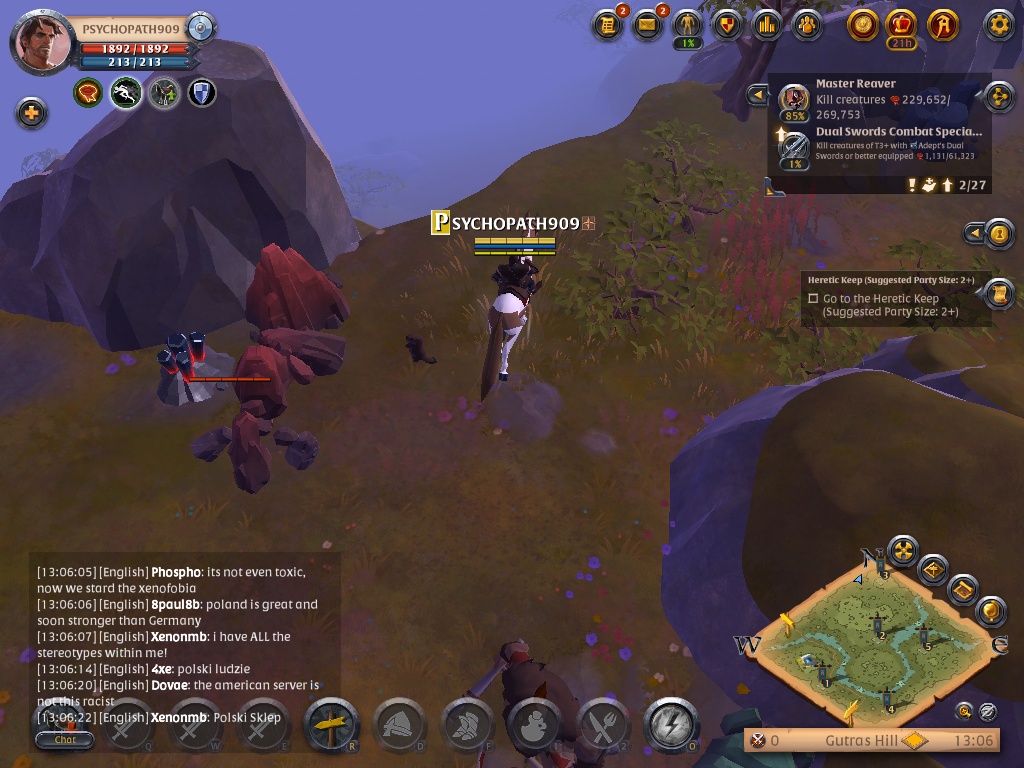 PSYCHOPATH909
1892 / 1892
213 / 213
2
2
1%
21h
Master Reaver
Kill creatures 229,652/
269,753
85%
Dual Swords Combat Specia...
Kill creatures of T3+ with Adept's Dual
Swords or better equipped 1,131/61,323
1%
2/27
PSYCHOPATH909
Heretic Keep (Suggested Party Size: 2+)
Go to the Heretic Keep
(Suggested Party Size: 2+)
[13:06:05] [English] Phospho: its not even toxic,
now we stard the xenofobia
[13:06:06] [English] 8paul8b: poland is great and
soon stronger than Germany
[13:06:07] [English] Xenonmb: i have ALL the
stereotypes within me!
[13:06:14] [English] 4xe: polski ludzie
[13:06:20] [English] Dovae: the american server is
not this racist
[13:06:22] [English] Xenonmb: Polski Sklep
Chat
Q
W
E
R
D
F
2
O
N
W
E
3
2
5
1
4
0
Gutras Hill
13:06